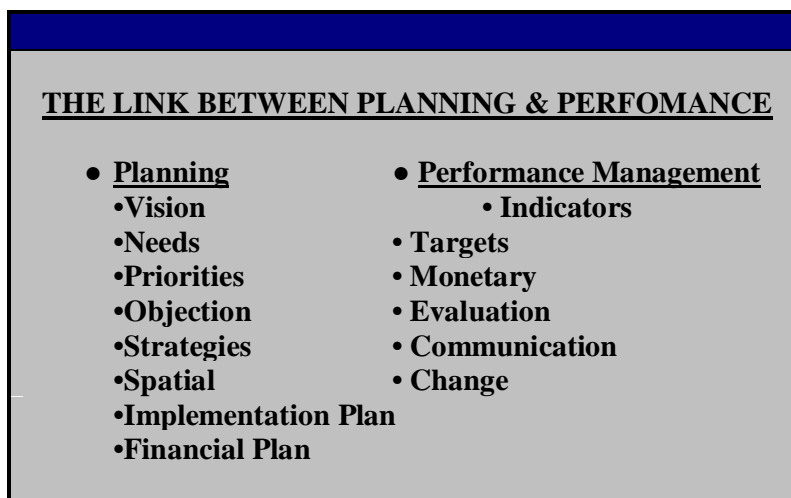 THE LINK BETWEEN PLANNING & PERFOMANCE
● Planning
•Vision
•Needs
•Priorities
•Objection
•Strategies
•Spatial
•Implementation Plan
•Financial Plan
● Performance Management
• Indicators
• Targets
• Monetary
• Evaluation
• Communication
• Change